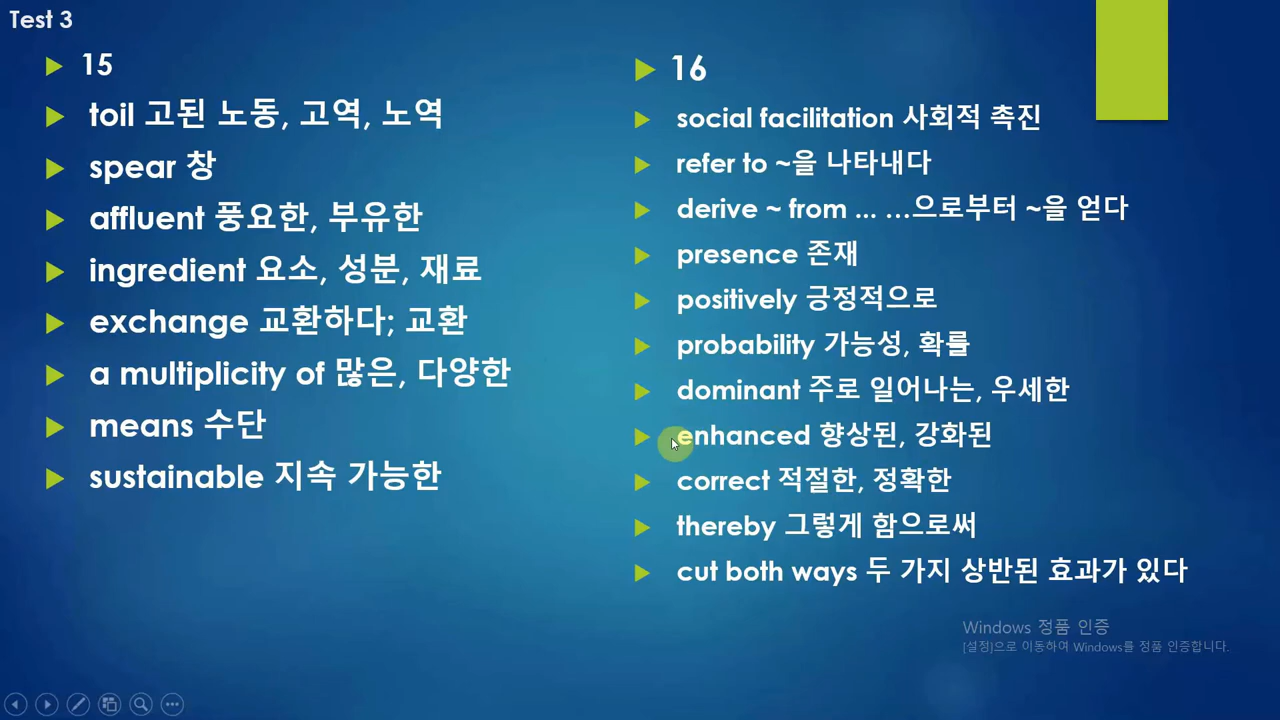 Test 3
15
toil 고된 노동, 고역, 노역
spear 창
affluent 풍요한, 부유한
ingredient 요소, 성분, 재료
exchange 교환하다; 교환
a multiplicity of 많은, 다양한
means 수단
sustainable 지속 가능한
16
social facilitation 사회적 촉진
refer to ~을 나타내다
derive ~ from ... …으로부터 ~을 얻다
presence 존재
positively 긍정적으로
probability 가능성, 확률
dominant 주로 일어나는, 우세한
enhanced 향상된, 강화된
correct 적절한, 정확한
thereby 그렇게 함으로써
cut both ways 두 가지 상반된 효과가 있다
Windows 정품 인증
[설정]으로 이동하여 Windows를 정품 인증합니다.